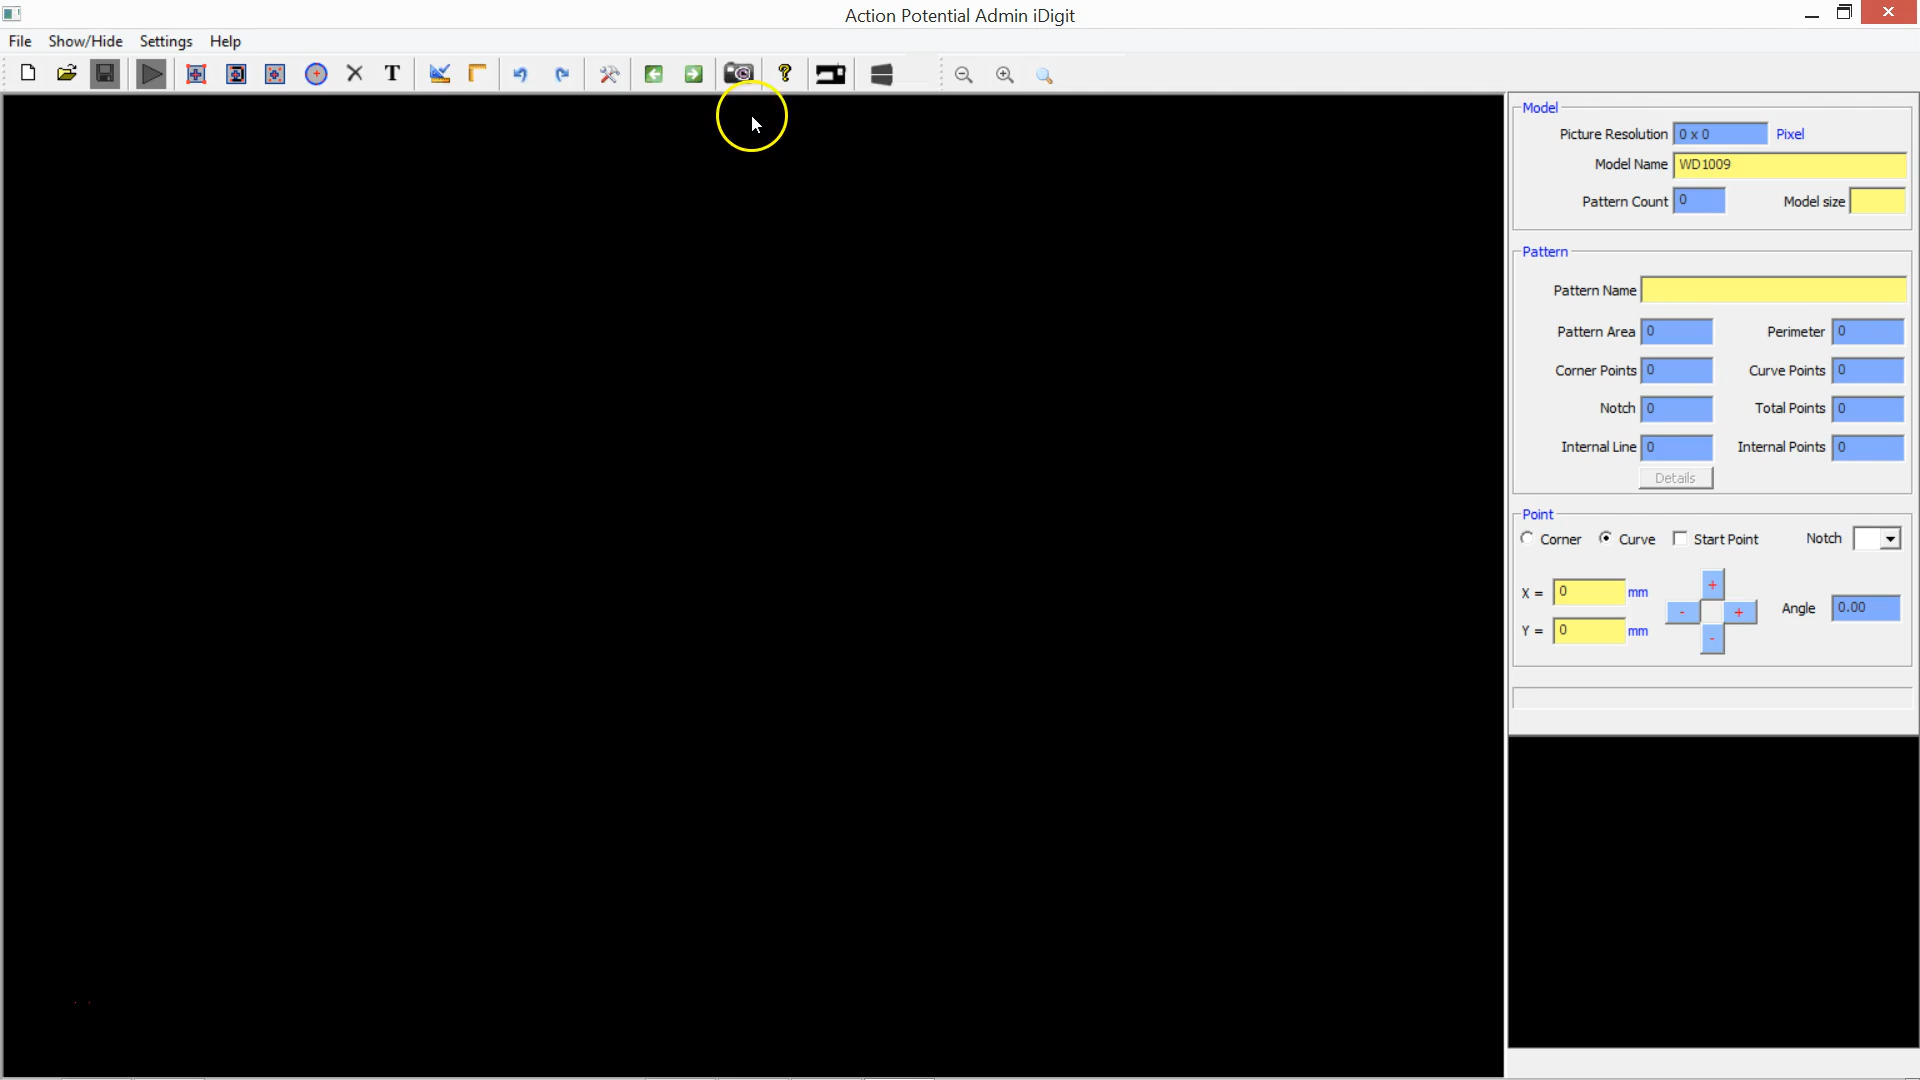 Action Potential Admin iDigit
File Show/Hide Settings Help
T
Model
Picture Resolution 0 x 0 Pixel
Model Name WD1009
Pattern Count 0 Model size
Pattern
Pattern Name
Pattern Area 0 Perimeter 0
Corner Points 0 Curve Points 0
Notch 0 Total Points 0
Internal Line 0 Internal Points 0
Details
Point
Corner Curve Start Point Notch
X = 0 mm
Y = 0 mm
+
- +
-
Angle 0.00